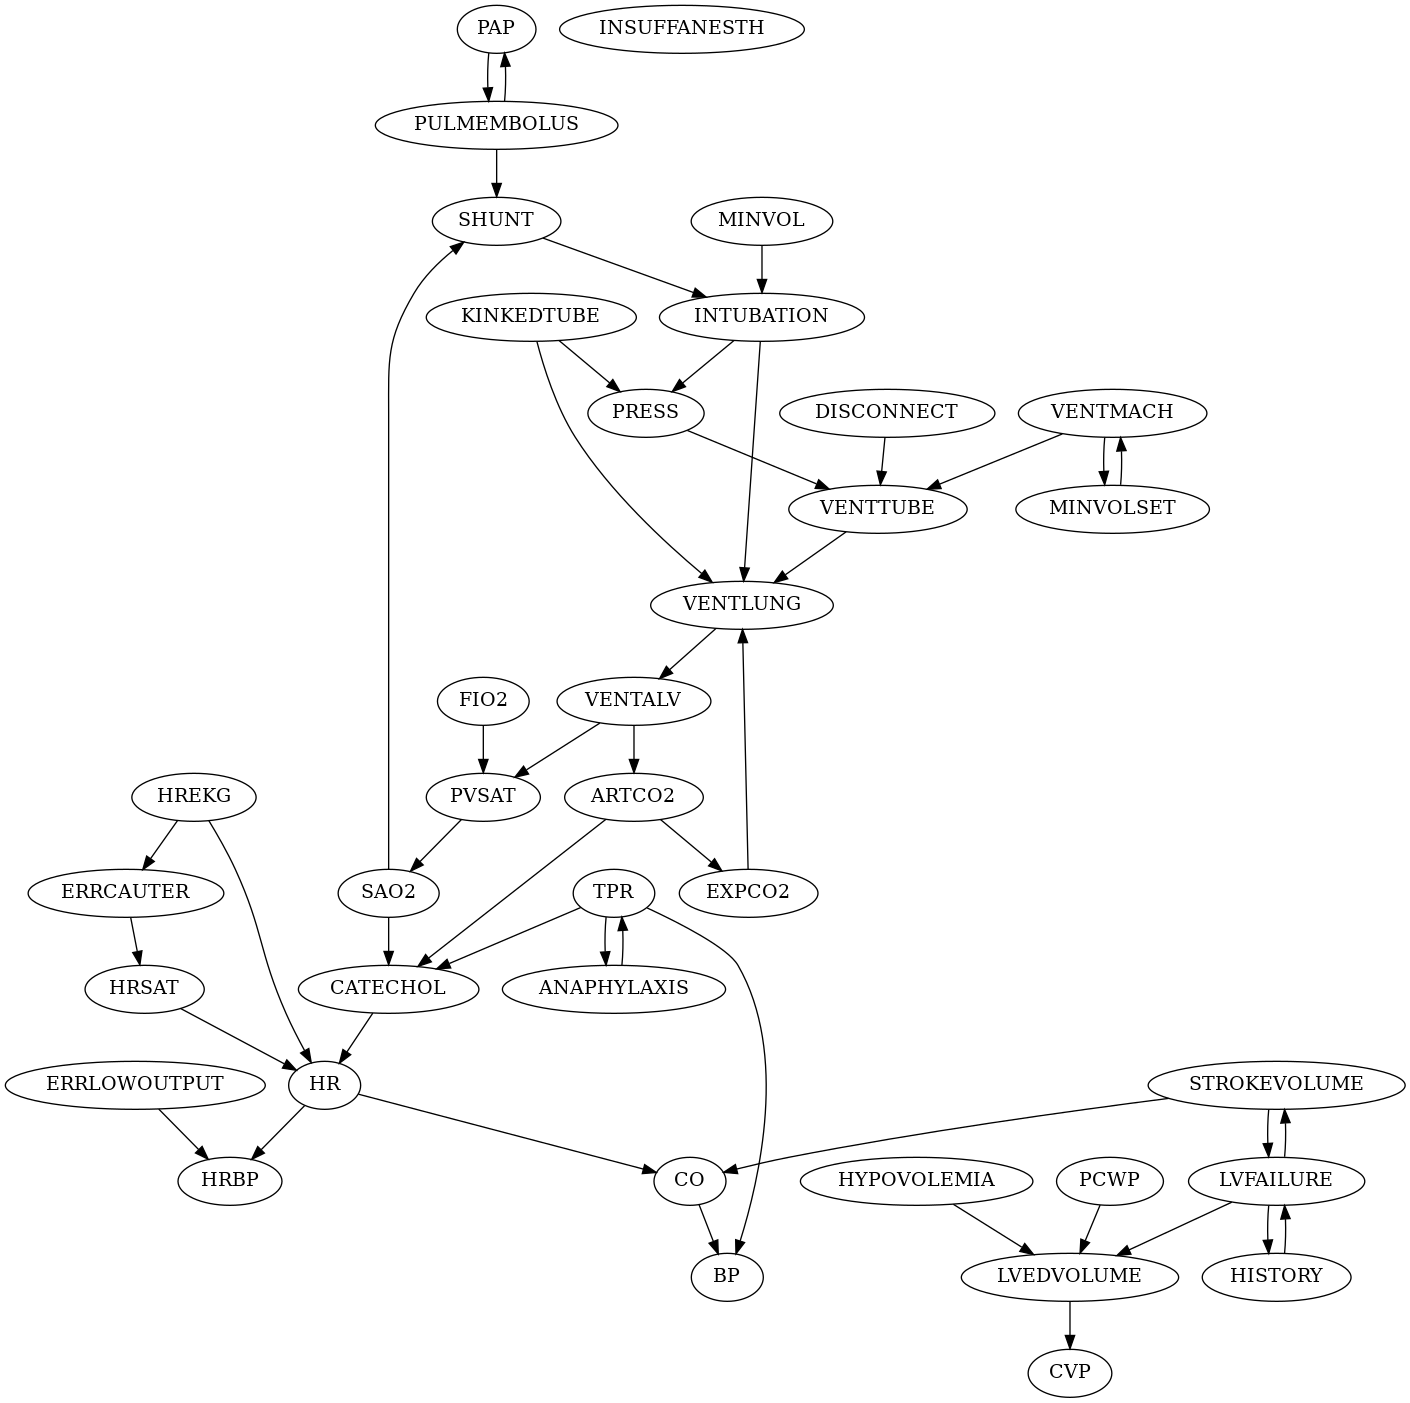 PAP
INSUFFANESTH
PULMEMBOLUS
SHUNT
MINVOL
KINKEDTUBE
INTUBATION
PRESS
DISCONNECT
VENTMACH
VENTTUBE
MINVOLSET
VENTLUNG
FIO2
VENTALV
HREKG
PVSAT
ARTCO2
ERRCAUTER
SAO2
TPR
EXPCO2
HRSAT
CATECHOL
ANAPHYLAXIS
ERRLOWOUTPUT
HR
STROKEVOLUME
HRBP
CO
HYPOVOLEMIA
PCWP
LVFAILURE
BP
LVEDVOLUME
HISTORY
CVP